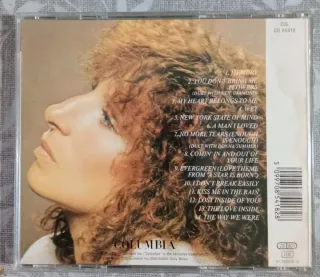 1. MEMORY
2. YOU DON'T BRING ME
FLOWERS
(DUET WITH NEIL DIAMOND)
3. MY HEART BELONGS TO ME
4. WET
5. NEW YORK STATE OF MIND
6. A MAN I LOVED
7. NO MORE TEARS (ENOUGH
IS ENOUGH)
(DUET WITH DONNA SUMMER)
8. COMIN' IN AND OUT OF
YOUR LIFE
9. EVERGREEN (LOVE THEME
FROM "A STAR IS BORN")
10. I DON'T BREAK EASILY
11. KISS ME IN THE RAIN
12. LOST INSIDE OF YOU
13. THE LOVE INSIDE
14. THE WAY WERE WERE
COLUMBIA
5 099708 541828